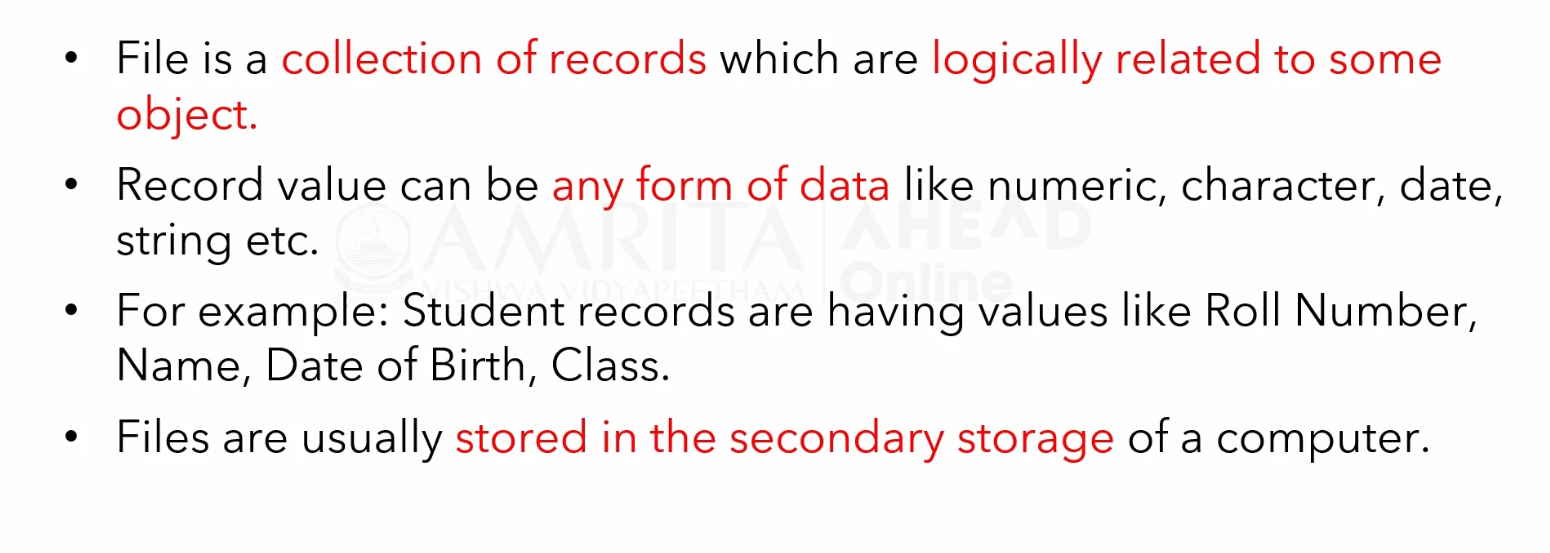 • File is a collection of records which are logically related to some
object.
• Record value can be any form of data like numeric, character, date,
string etc.
AMRITA AHEAD
VISHWA VIDYAPEETHAM Online
• For example: Student records are having values like Roll Number,
Name, Date of Birth, Class.
• Files are usually stored in the secondary storage of a computer.